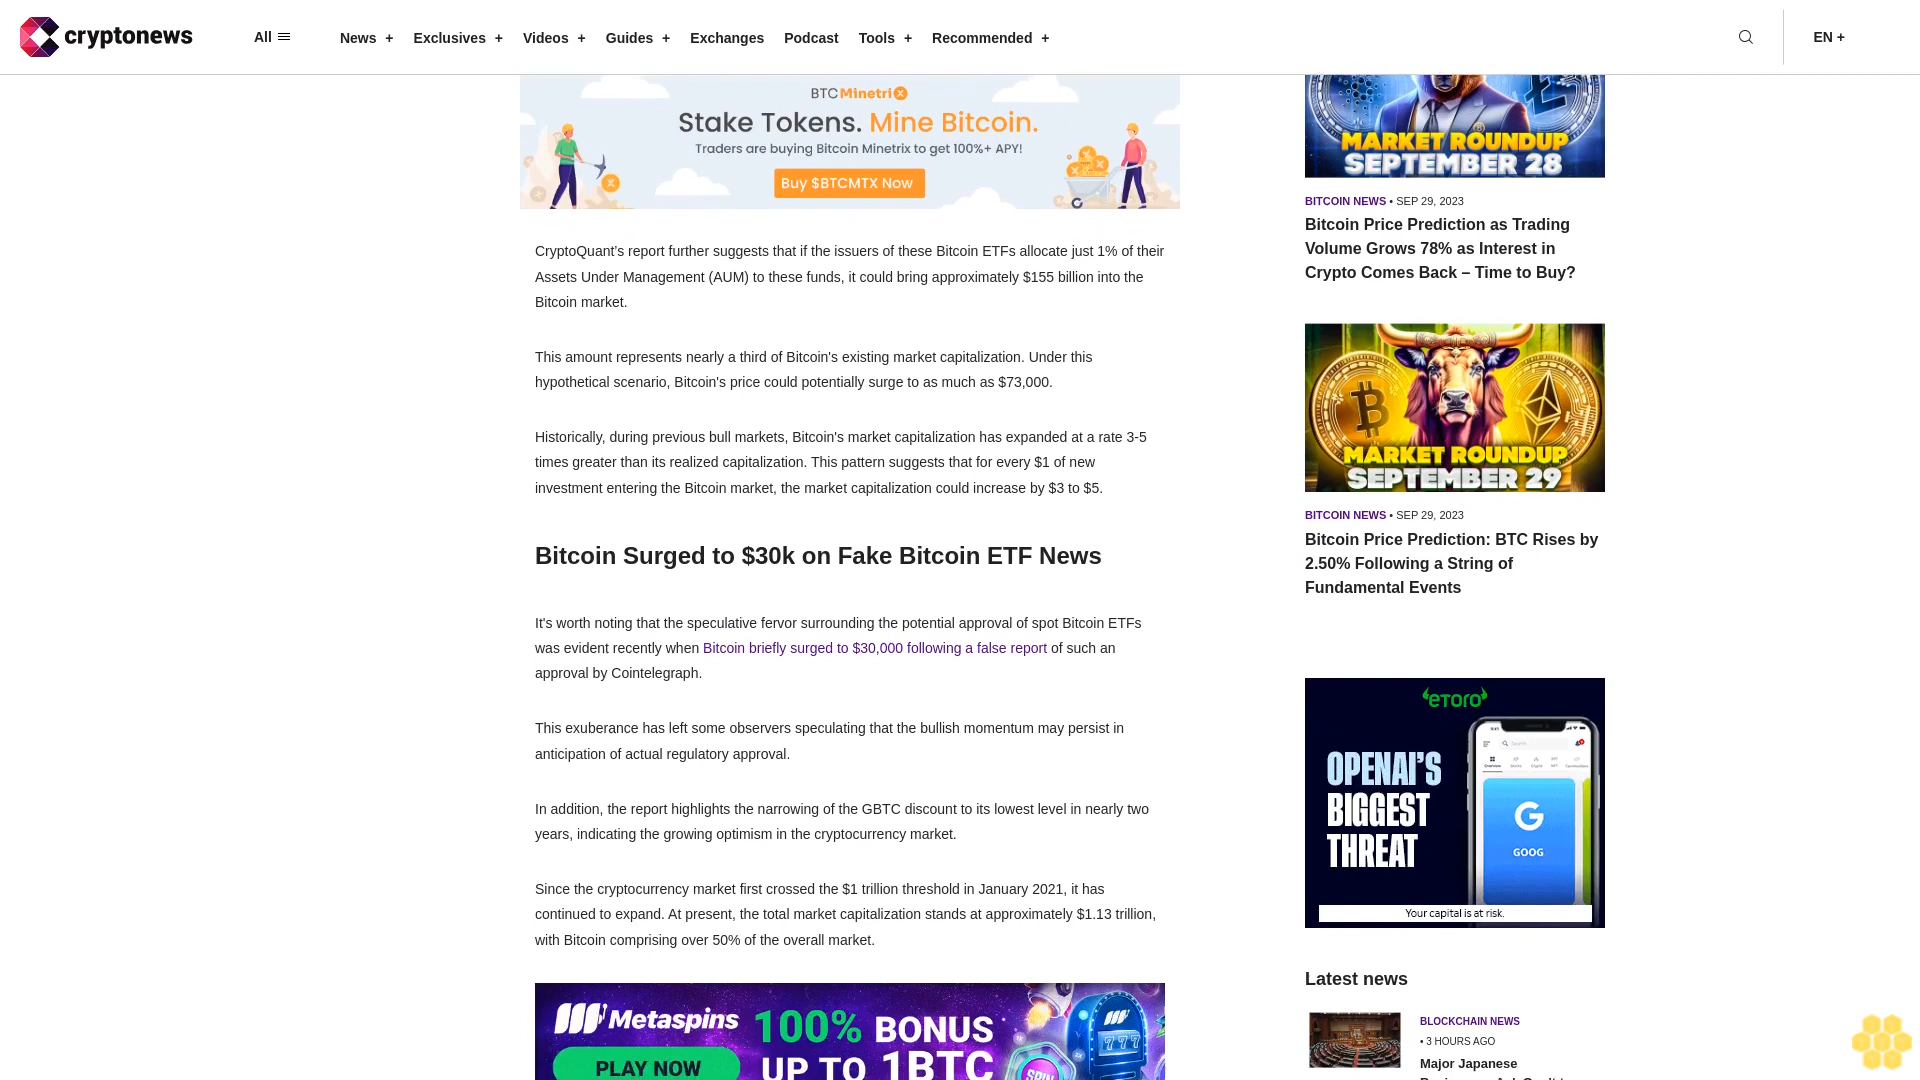 cryptonews
All
News +
Exclusives +
Videos +
Guides +
Exchanges
Podcast
Tools +
Recommended +
EN +
BTC Minetrix
Stake Tokens. Mine Bitcoin.
Traders are buying Bitcoin Minetrix to get 100%+ APY!
Buy $BTCMTX Now
CryptoQuant’s report further suggests that if the issuers of these Bitcoin ETFs allocate just 1% of their
Assets Under Management (AUM) to these funds, it could bring approximately $155 billion into the
Bitcoin market.
This amount represents nearly a third of Bitcoin's existing market capitalization. Under this
hypothetical scenario, Bitcoin's price could potentially surge to as much as $73,000.
Historically, during previous bull markets, Bitcoin's market capitalization has expanded at a rate 3-5
times greater than its realized capitalization. This pattern suggests that for every $1 of new
investment entering the Bitcoin market, the market capitalization could increase by $3 to $5.
Bitcoin Surged to $30k on Fake Bitcoin ETF News
It's worth noting that the speculative fervor surrounding the potential approval of spot Bitcoin ETFs
was evident recently when Bitcoin briefly surged to $30,000 following a false report of such an
approval by Cointelegraph.
This exuberance has left some observers speculating that the bullish momentum may persist in
anticipation of actual regulatory approval.
In addition, the report highlights the narrowing of the GBTC discount to its lowest level in nearly two
years, indicating the growing optimism in the cryptocurrency market.
Since the cryptocurrency market first crossed the $1 trillion threshold in January 2021, it has
continued to expand. At present, the total market capitalization stands at approximately $1.13 trillion,
with Bitcoin comprising over 50% of the overall market.
Metaspins
100% BONUS
UP TO 1BTC
PLAY NOW
777
SPIN
MARKET ROUNDUP
SEPTEMBER 28
BITCOIN NEWS • SEP 29, 2023
Bitcoin Price Prediction as Trading
Volume Grows 78% as Interest in
Crypto Comes Back – Time to Buy?
MARKET ROUNDUP
SEPTEMBER 29
BITCOIN NEWS • SEP 29, 2023
Bitcoin Price Prediction: BTC Rises by
2.50% Following a String of
Fundamental Events
eToro
OPENAI’S
BIGGEST
THREAT
Search
GOOG
Your capital is at risk.
Latest news
BLOCKCHAIN NEWS
• 3 HOURS AGO
Major Japanese